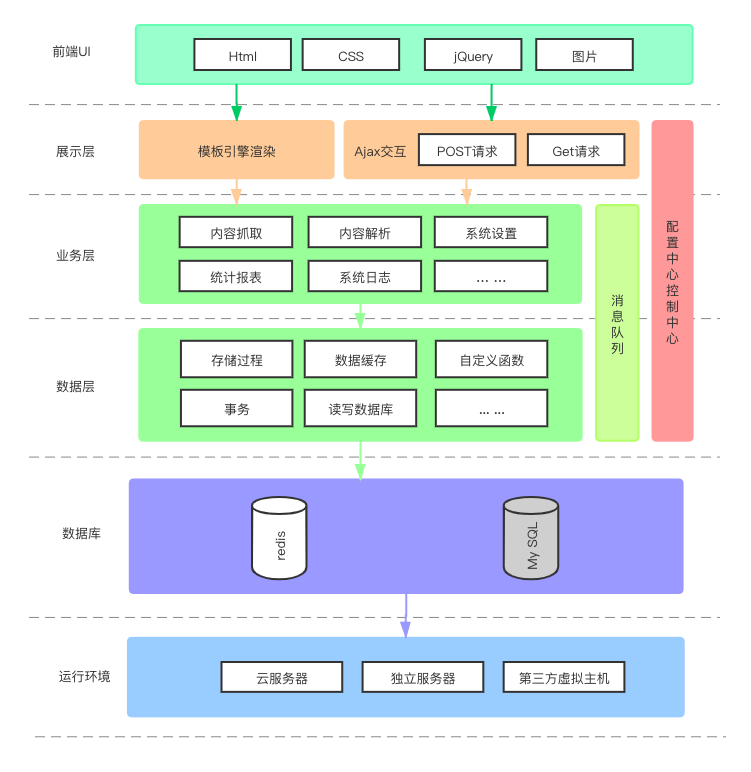 前端UI
Html
CSS
jQuery
图片
展示层
模板引擎渲染
Ajax交互
POST请求
Get请求
业务层
内容抓取
内容解析
系统设置
统计报表
系统日志
... ...
消息队列
配置中心控制中心
数据层
存储过程
数据缓存
自定义函数
事务
读写数据库
... ...
数据库
redis
My SQL
运行环境
云服务器
独立服务器
第三方虚拟主机